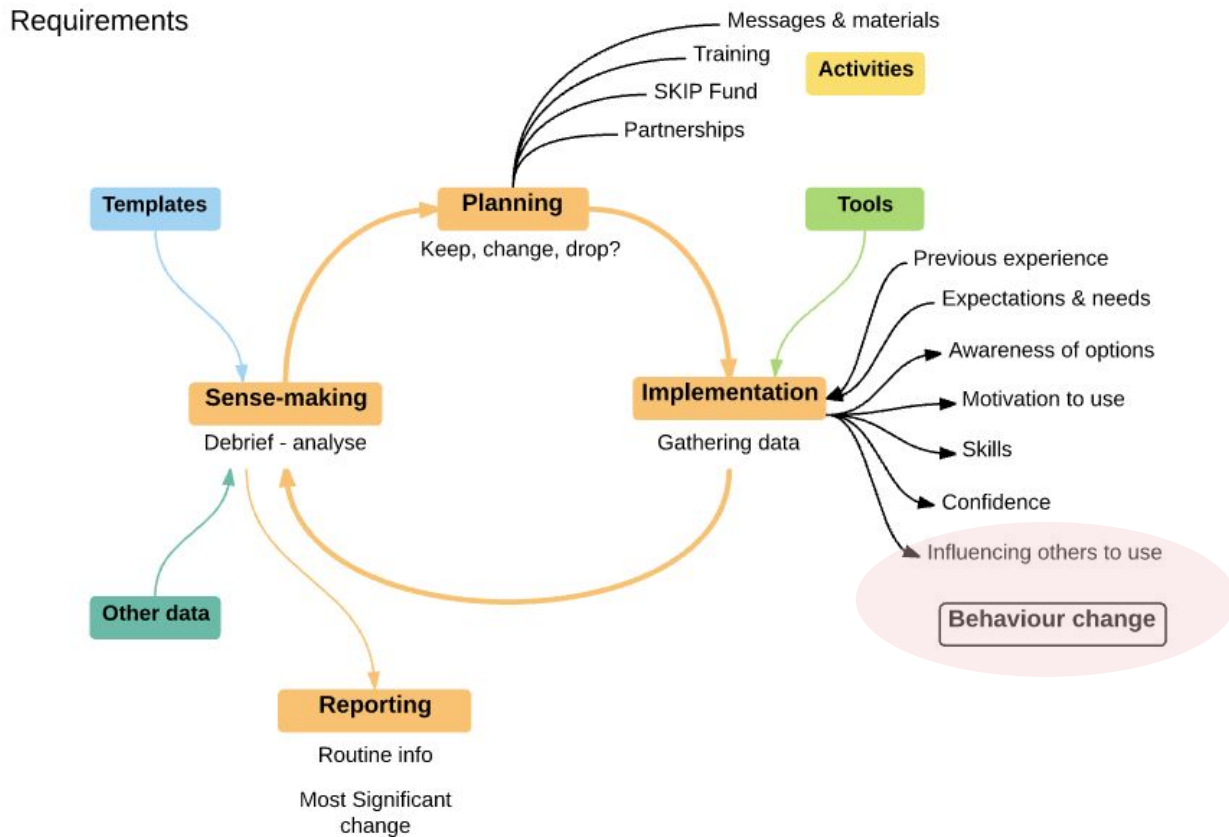 Requirements
Messages & materials
Training
Activities
SKIP Fund
Partnerships
Templates
Planning
Tools
Keep, change, drop?
Previous experience
Expectations & needs
Awareness of options
Sense-making
Implementation
Motivation to use
Debrief - analyse
Gathering data
Skills
Confidence
Influencing others to use
Other data
Behaviour change
Reporting
Routine info
Most Significant
change